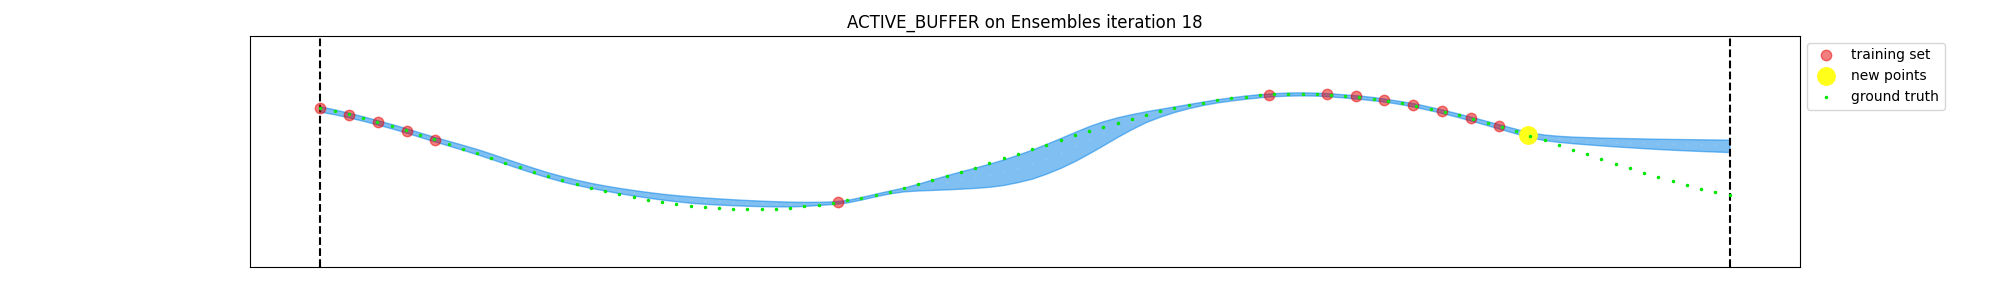 ACTIVE_BUFFER on Ensembles iteration 18
training set
new points
ground truth